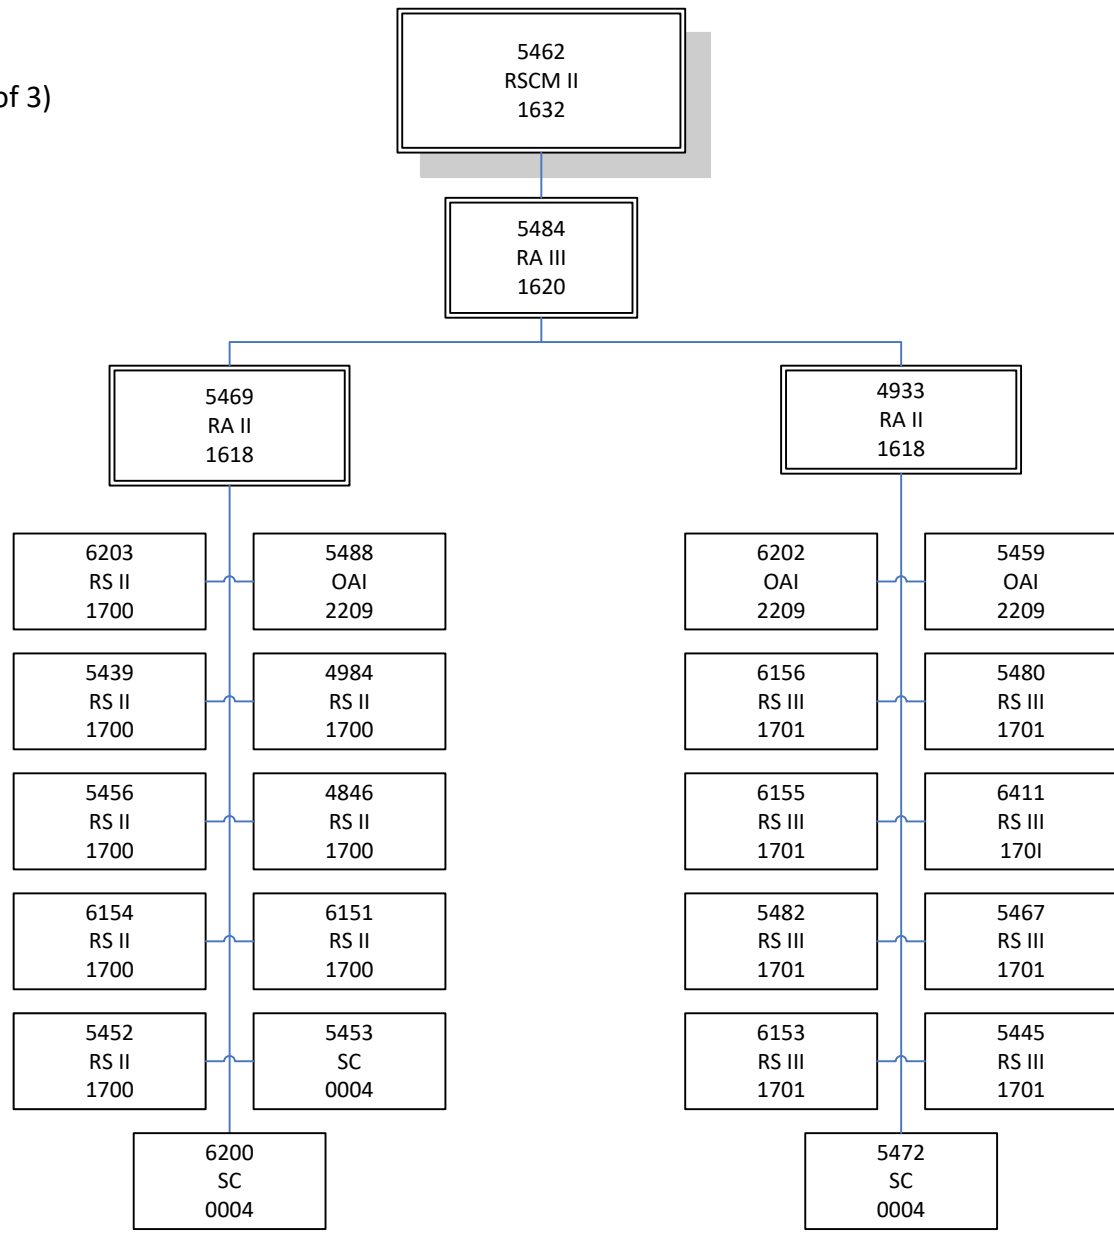 of 3)
5462
RSCM II
1632
5484
RA III
1620
5469
RA II
1618
4933
RA II
1618
6203
RS II
1700
5488
OAI
2209
6202
OAI
2209
5459
OAI
2209
5439
RS II
1700
4984
RS II
1700
6156
RS III
1701
5480
RS III
1701
5456
RS II
1700
4846
RS II
1700
6155
RS III
1701
6411
RS III
170I
6154
RS II
1700
6151
RS II
1700
5482
RS III
1701
5467
RS III
1701
5452
RS II
1700
5453
SC
0004
6153
RS III
1701
5445
RS III
1701
6200
SC
0004
5472
SC
0004